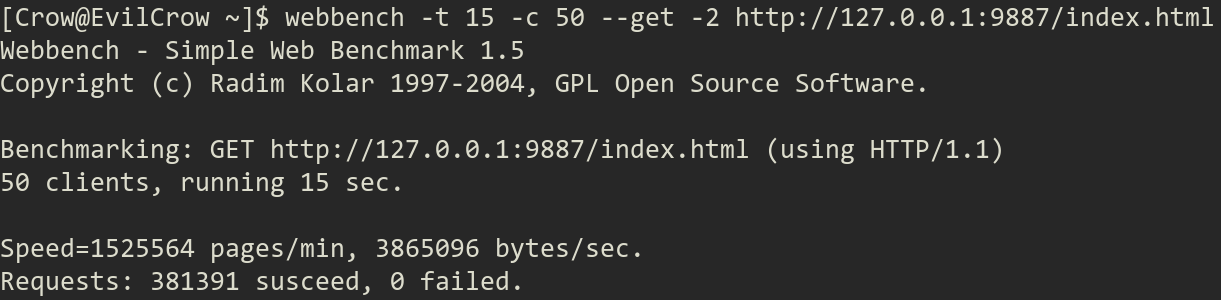 [Crow@EvilCrow ~]$ webbench -t 15 -c 50 --get -2 http://127.0.0.1:9887/index.html
Webbench - Simple Web Benchmark 1.5
Copyright (c) Radim Kolar 1997-2004, GPL Open Source Software.
Benchmarking: GET http://127.0.0.1:9887/index.html (using HTTP/1.1)
50 clients, running 15 sec.
Speed=1525564 pages/min, 3865096 bytes/sec.
Requests: 381391 susceed, 0 failed.